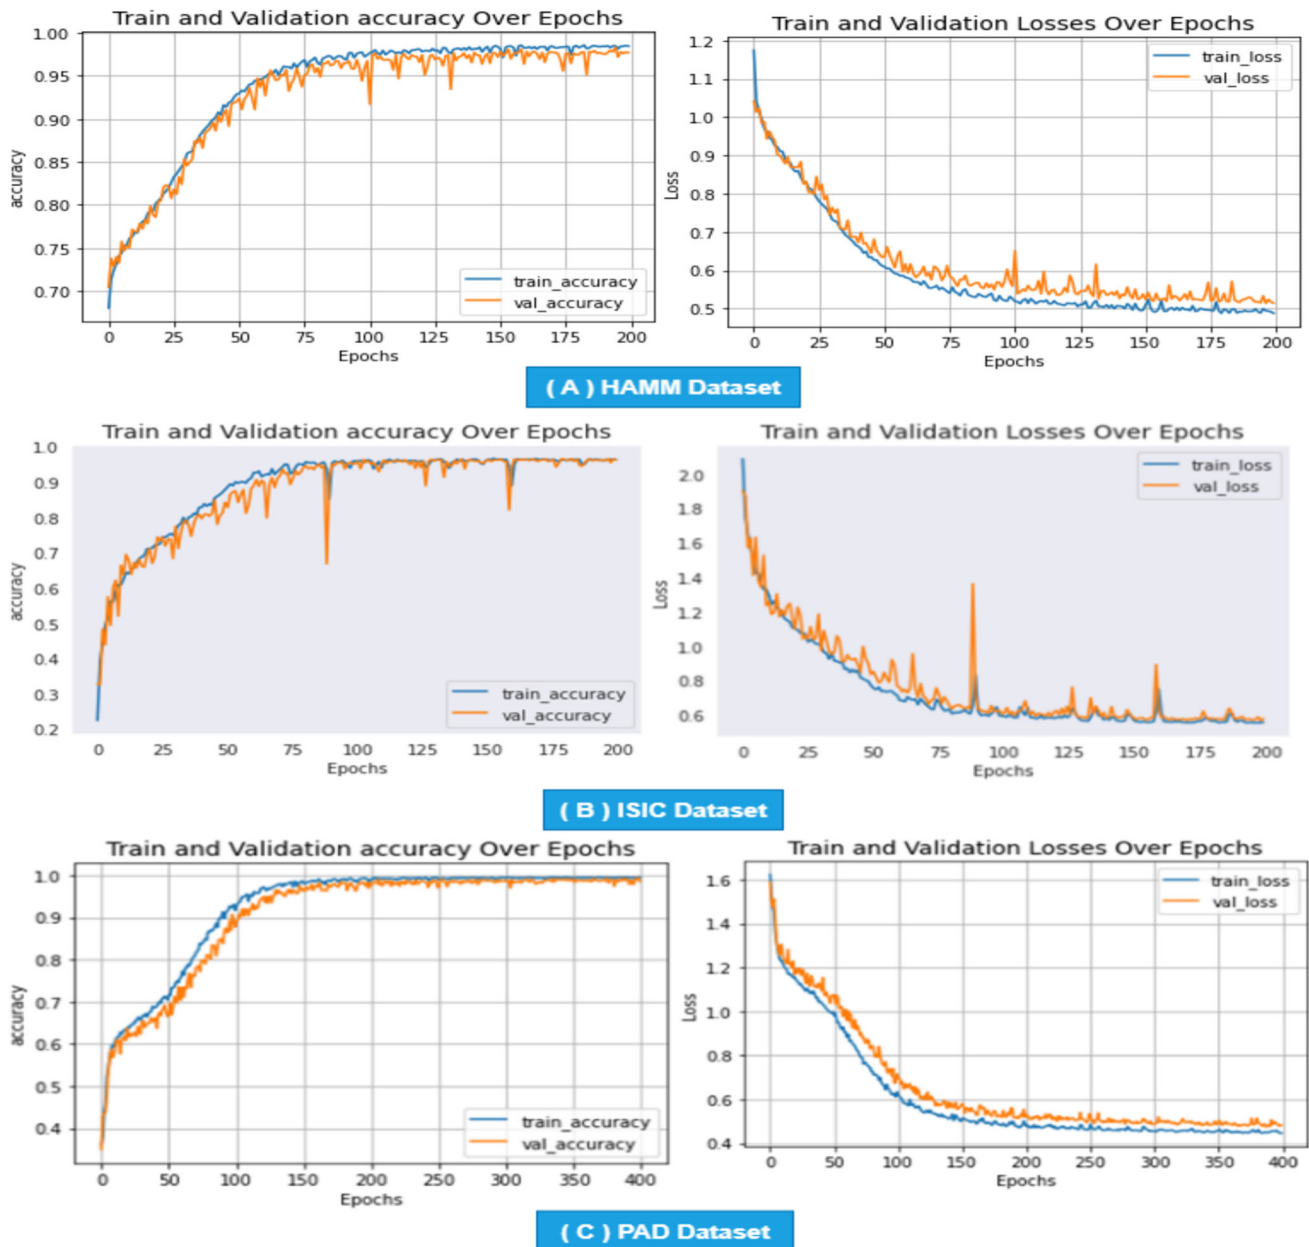 Train and Validation accuracy Over Epochs
1.00
0.95
0.90
0.85
0.80
0.75
0.70
accuracy
train_accuracy
val_accuracy
0 25 50 75 100 125 150 175 200
Epochs
Train and Validation Losses Over Epochs
1.2
1.1
1.0
0.9
0.8
0.7
0.6
0.5
Loss
train_loss
val_loss
0 25 50 75 100 125 150 175 200
Epochs
( A ) HAMM Dataset
Train and Validation accuracy Over Epochs
1.0
0.9
0.8
0.7
0.6
0.5
0.4
0.3
0.2
accuracy
train_accuracy
val_accuracy
0 25 50 75 100 125 150 175 200
Epochs
Train and Validation Losses Over Epochs
2.0
1.8
1.6
1.4
1.2
1.0
0.8
0.6
Loss
train_loss
val_loss
0 25 50 75 100 125 150 175 200
Epochs
( B ) ISIC Dataset
Train and Validation accuracy Over Epochs
1.0
0.9
0.8
0.7
0.6
0.5
0.4
accuracy
train_accuracy
val_accuracy
0 50 100 150 200 250 300 350 400
Epochs
Train and Validation Losses Over Epochs
1.6
1.4
1.2
1.0
0.8
0.6
0.4
Loss
train_loss
val_loss
0 50 100 150 200 250 300 350 400
Epochs
( C ) PAD Dataset